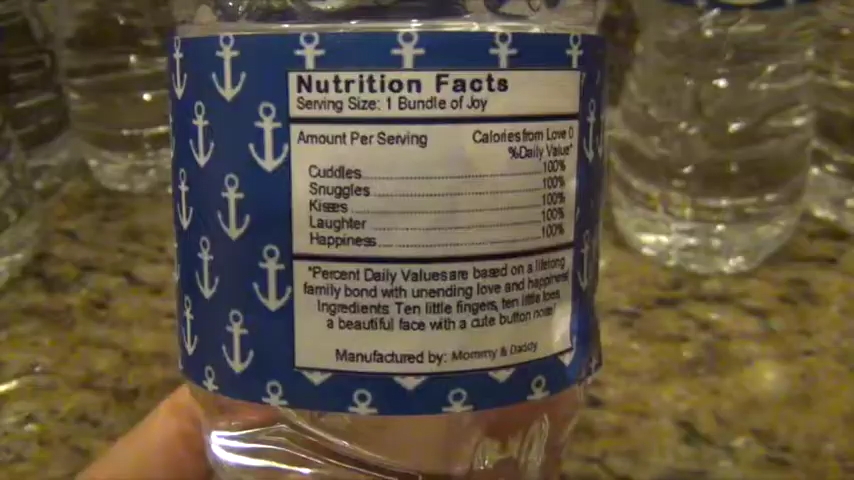 Nutrition Facts
Serving Size: 1 Bundle of Joy
Amount Per Serving Calories from Love 0
%Daily Value*
Cuddles 100%
Snuggles 100%
Kisses 100%
Laughter 100%
Happiness 100%
*Percent Daily Values are based on a lifelong
family bond with unending love and happiness
Ingredients Ten little fingers, ten little toes,
a beautiful face with a cute button nose
Manufactured by: Mommy & Daddy